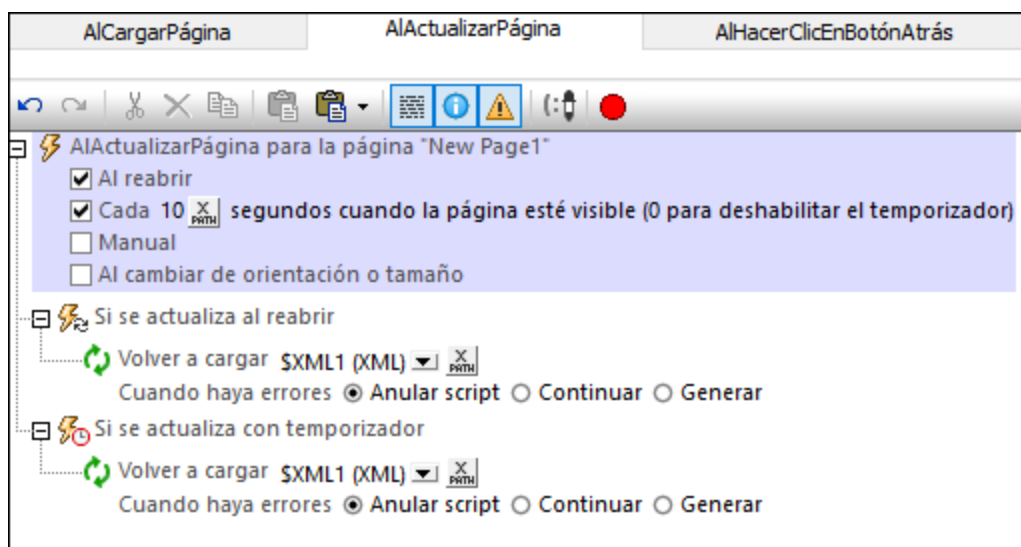 AlCargarPágina
AlActualizarPágina
AlHacerClicEnBotónAtrás
AlActualizarPágina para la página "New Page1"
Al reabrir
Cada 10 X PATH segundos cuando la página esté visible (0 para deshabilitar el temporizador)
Manual
Al cambiar de orientación o tamaño
Si se actualiza al reabrir
Volver a cargar $XML1 (XML) X PATH
Cuando haya errores Anular script Continuar Generar
Si se actualiza con temporizador
Volver a cargar $XML1 (XML) X PATH
Cuando haya errores Anular script Continuar Generar